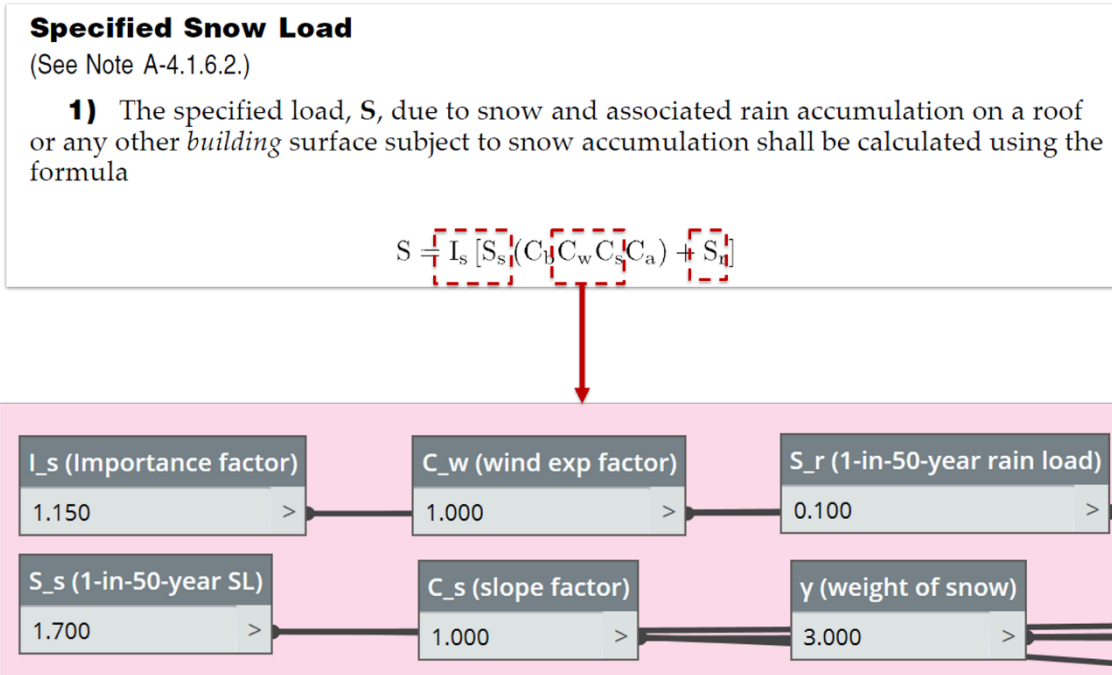 Specified Snow Load
(See Note A-4.1.6.2.)
1) The specified load, S, due to snow and associated rain accumulation on a roof
or any other building surface subject to snow accumulation shall be calculated using the
formula
S = Is [Ss (CbCwCsCa) + Sr]
I_s (Importance factor)
1.150 >
C_w (wind exp factor)
1.000 >
S_r (1-in-50-year rain load)
0.100 >
S_s (1-in-50-year SL)
1.700 >
C_s (slope factor)
1.000 >
γ (weight of snow)
3.000 >